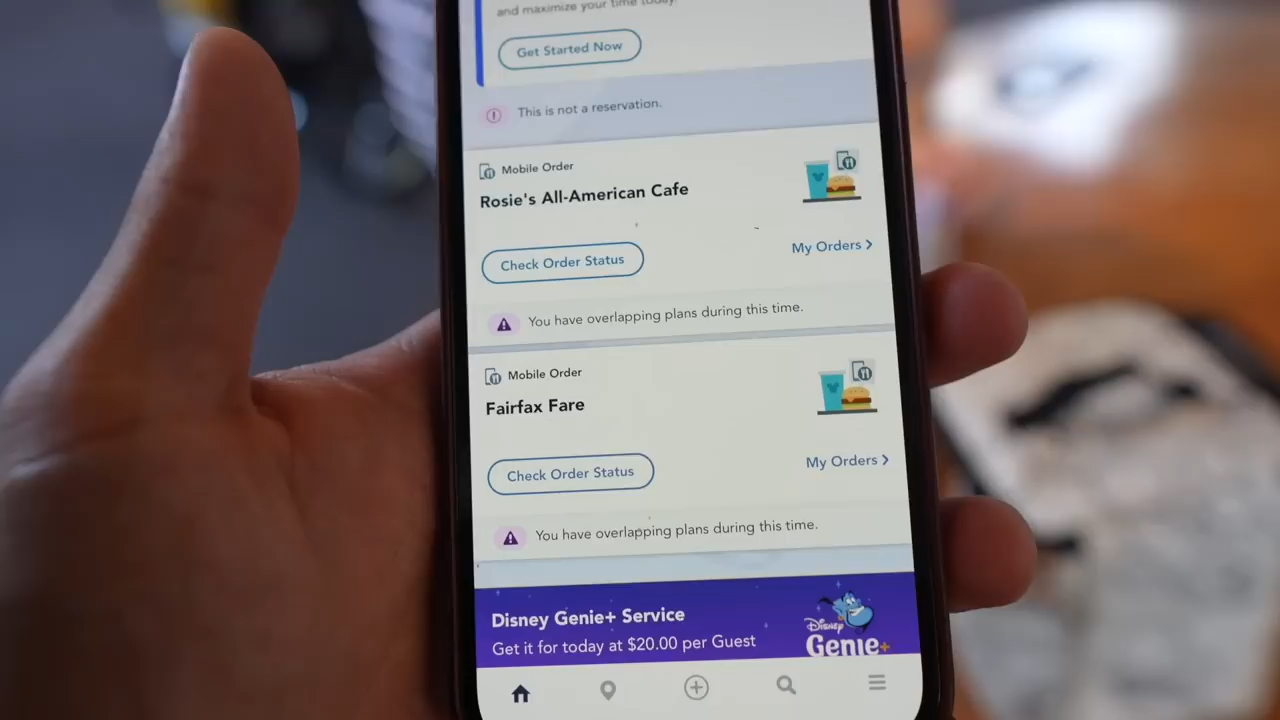 and maximize your time today.
Get Started Now
This is not a reservation.
Mobile Order
Rosie's All-American Cafe
Check Order Status
My Orders >
You have overlapping plans during this time.
Mobile Order
Fairfax Fare
Check Order Status
My Orders >
You have overlapping plans during this time.
Disney Genie+ Service
Get it for today at $20.00 per Guest
Disney
Genie+